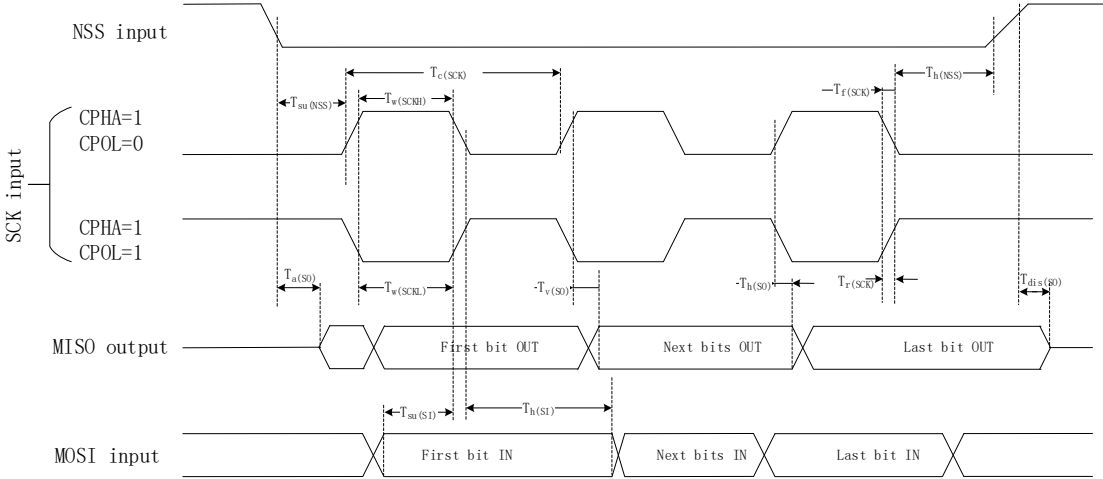 NSS input
Tc(SCK)
Th(NSS)
Tsu(NSS)
Tw(SCKH)
Tf(SCK)
SCK input
CPHA=1
CPOL=0
CPHA=1
CPOL=1
Ta(SO)
Tw(SCKL)
Tv(SO)
Th(SO)
Tr(SCK)
Tdis(SO)
MISO output
First bit OUT
Next bits OUT
Last bit OUT
Tsu(SI)
Th(SI)
MOSI input
First bit IN
Next bits IN
Last bit IN